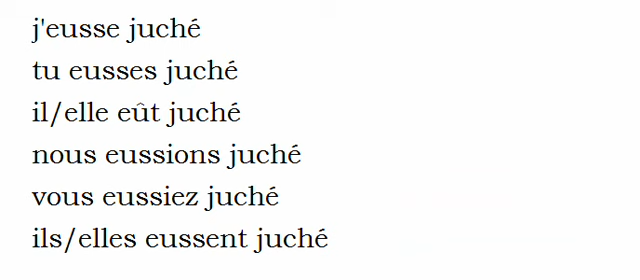 j'eusse juché
tu eusses juché
il/elle eût juché
nous eussions juché
vous eussiez juché
ils/elles eussent juché